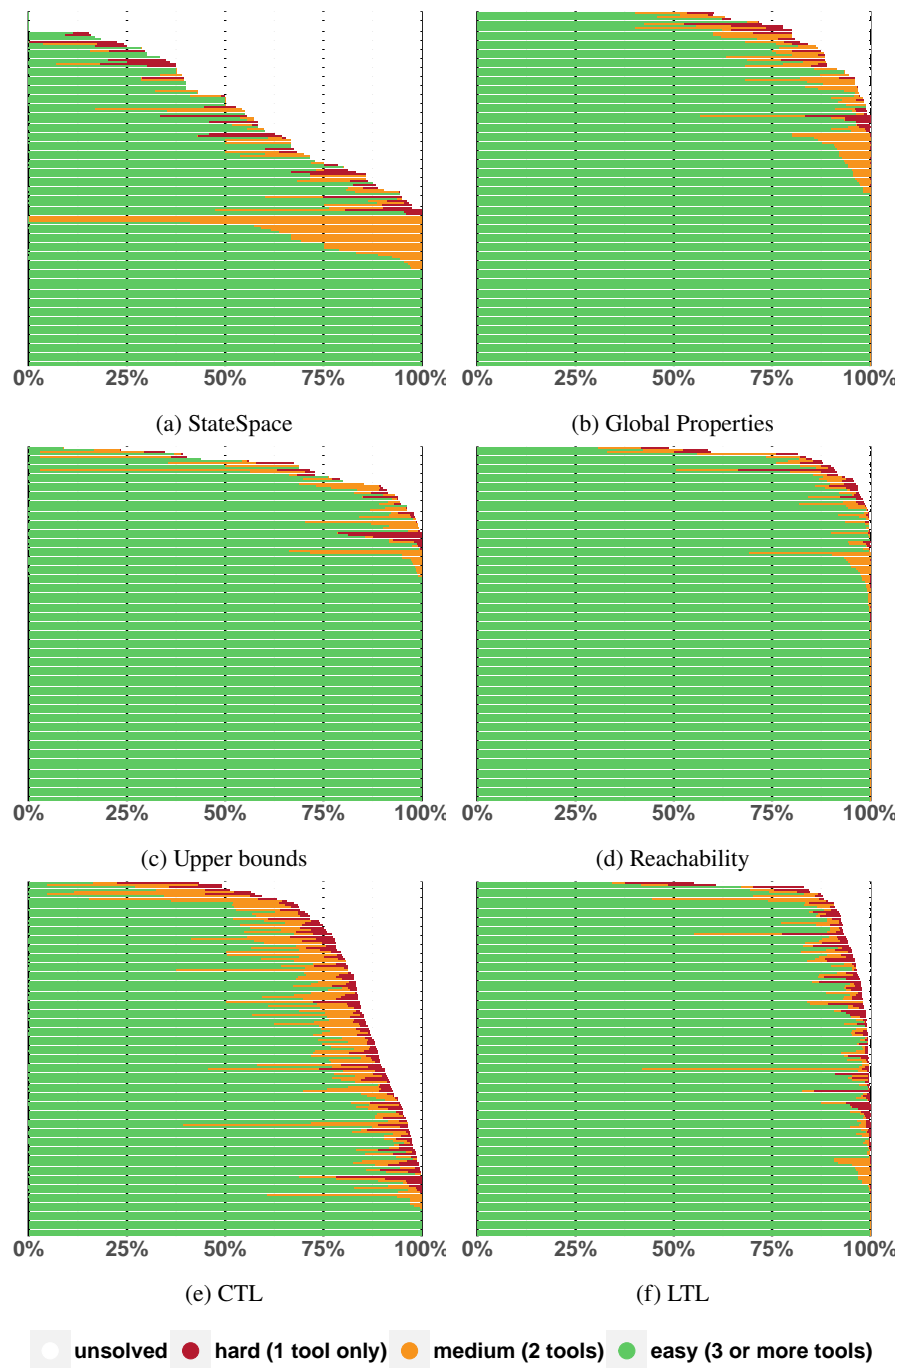 0% 25% 50% 75% 100% 0% 25% 50% 75% 100%
(a) StateSpace (b) Global Properties
0% 25% 50% 75% 100% 0% 25% 50% 75% 100%
(c) Upper bounds (d) Reachability
0% 25% 50% 75% 100% 0% 25% 50% 75% 100%
(e) CTL (f) LTL
unsolved hard (1 tool only) medium (2 tools) easy (3 or more tools)